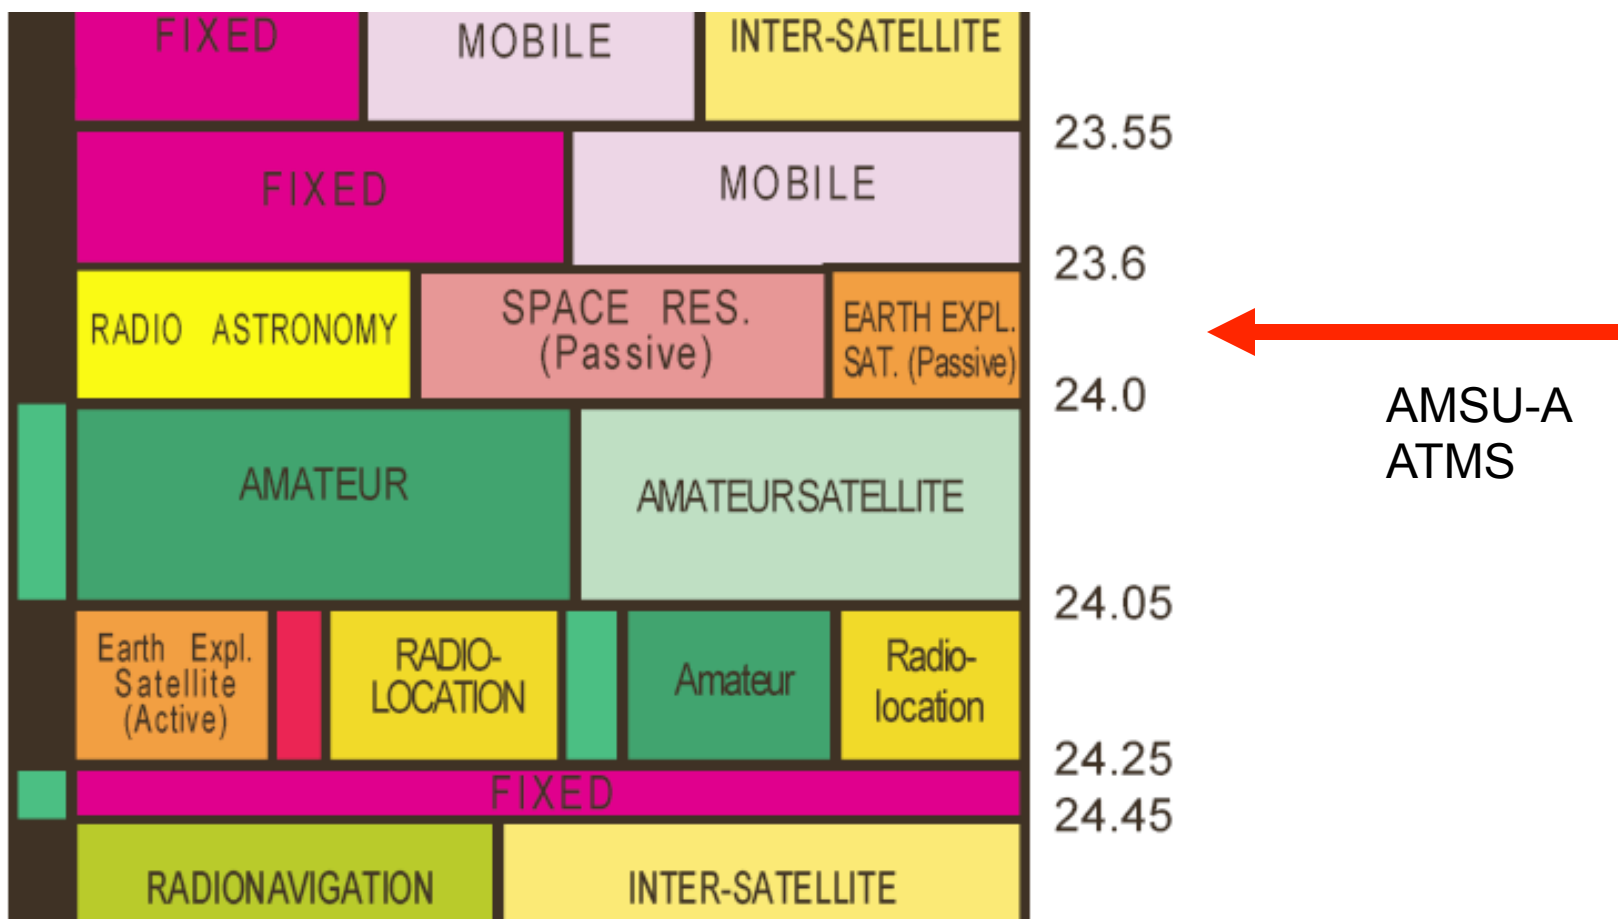 FIXED
MOBILE
INTER-SATELLITE
23.55
FIXED
MOBILE
23.6
RADIO ASTRONOMY
SPACE RES.
(Passive)
EARTH EXPL.
SAT. (Passive)
24.0
AMSU-A
ATMS
AMATEUR
AMATEURSATELLITE
24.05
Earth Expl.
Satellite
(Active)
RADIO-
LOCATION
Amateur
Radio-
location
24.25
FIXED
24.45
RADIONAVIGATION
INTER-SATELLITE